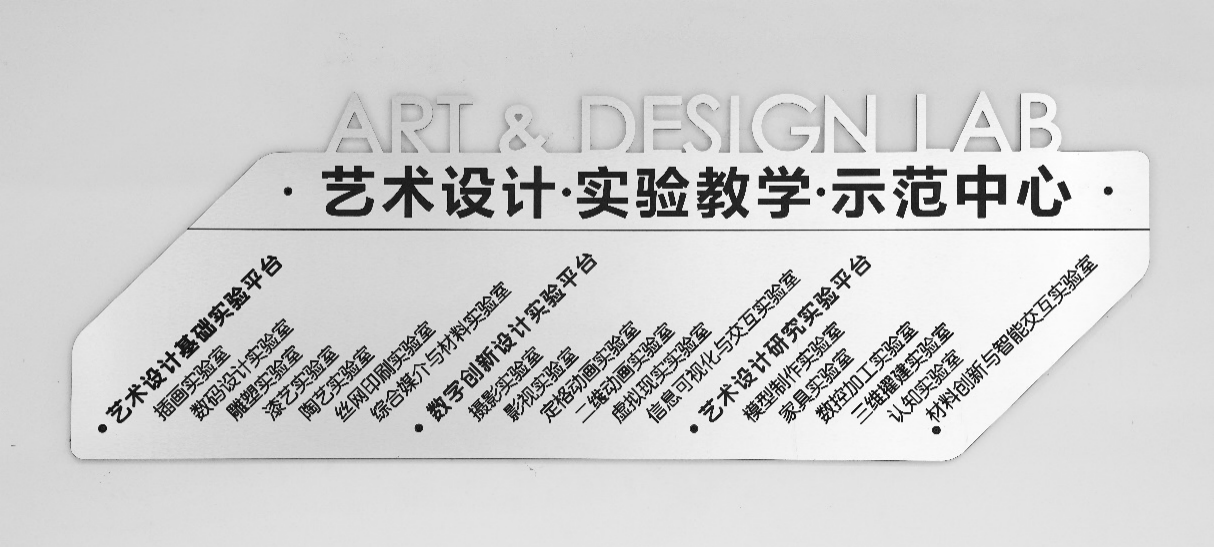 ART & DESIGN LAB
·艺术设计·实验教学·示范中心·
·艺术设计基础实验平台
插画实验室
数码设计实验室
雕塑实验室
漆艺实验室
陶艺实验室
丝网印刷实验室
综合媒介与材料实验室
·数字创新设计实验平台
摄影实验室
影视实验室
定格动画实验室
二维动画实验室
虚拟现实实验室
信息可视化与交互实验室
·艺术设计研究实验平台
模型制作实验室
家具实验室
数控加工实验室
三维建实验室
认知实验室
·材料创新与智能交互实验室